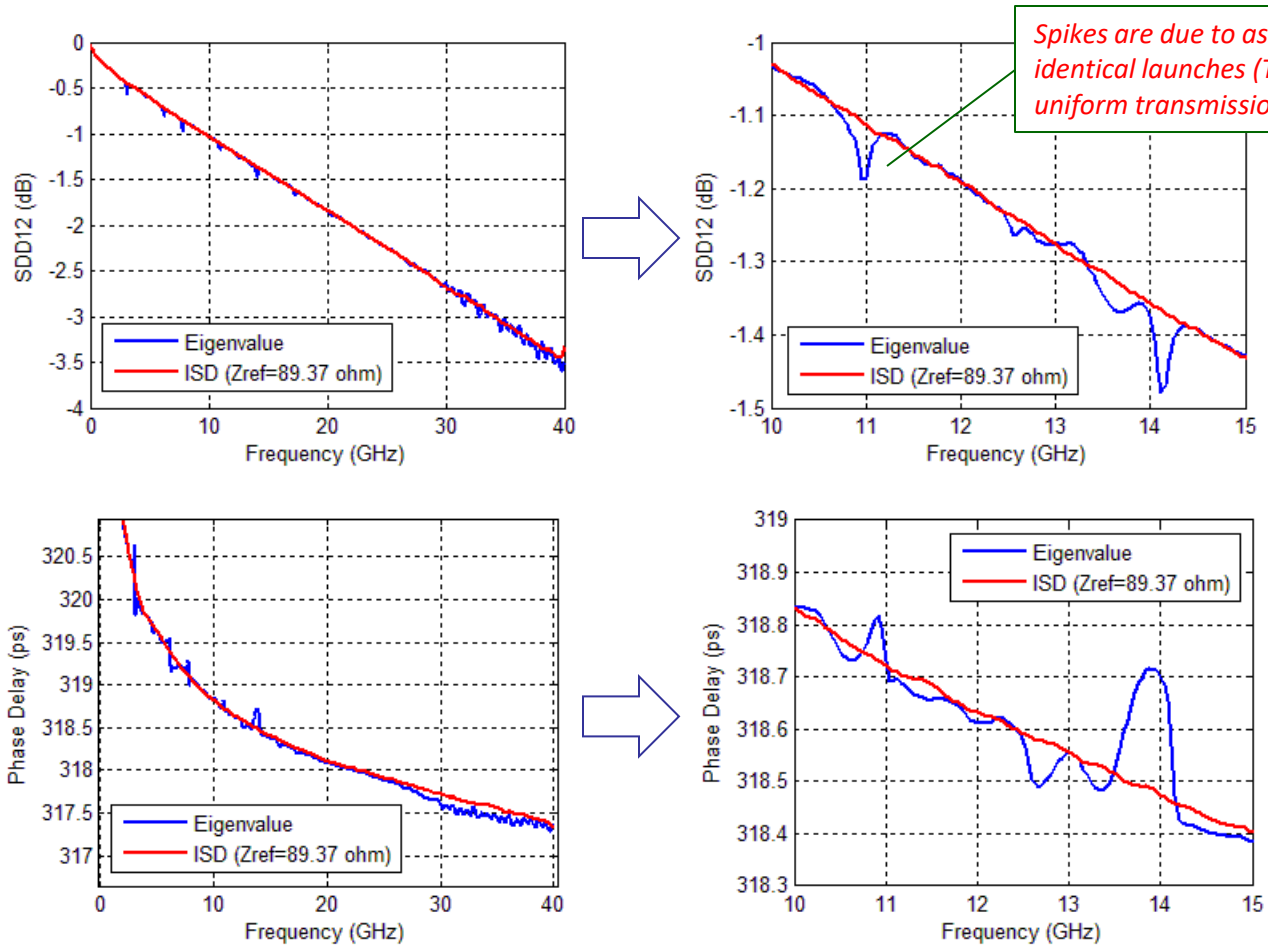 Spikes are due to as
identical launches (T
uniform transmissio
0
-0.5
-1
-1.5
-2
-2.5
-3
-3.5
-4
SDD12 (dB)
Eigenvalue
ISD (Zref=89.37 ohm)
0 10 20 30 40
Frequency (GHz)
-1
-1.1
-1.2
-1.3
-1.4
-1.5
SDD12 (dB)
Eigenvalue
ISD (Zref=89.37 ohm)
10 11 12 13 14 15
Frequency (GHz)
320.5
320
319.5
319
318.5
318
317.5
317
Phase Delay (ps)
Eigenvalue
ISD (Zref=89.37 ohm)
0 10 20 30 40
Frequency (GHz)
319
318.9
318.8
318.7
318.6
318.5
318.4
318.3
Phase Delay (ps)
Eigenvalue
ISD (Zref=89.37 ohm)
10 11 12 13 14 15
Frequency (GHz)